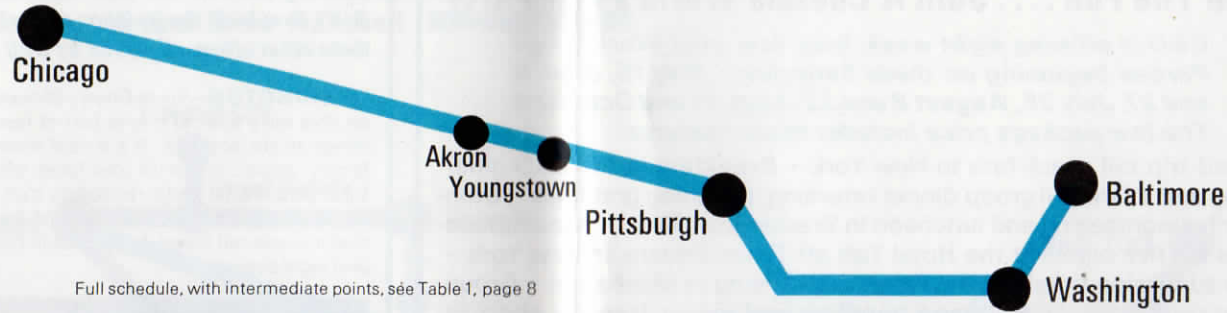 Chicago
Akron
Youngstown
Pittsburgh
Baltimore
Washington
Full schedule, with intermediate points, see Table 1, page 8